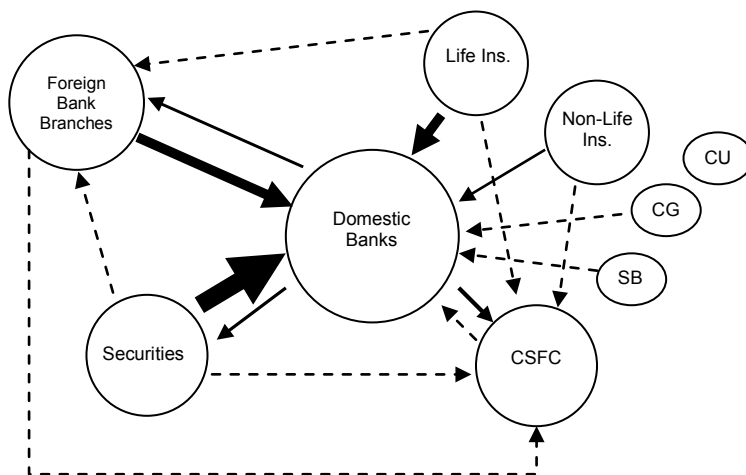 Life Ins.
Foreign
Bank
Branches
Non-Life
Ins.
CU
CG
Domestic
Banks
SB
Securities
CSFC